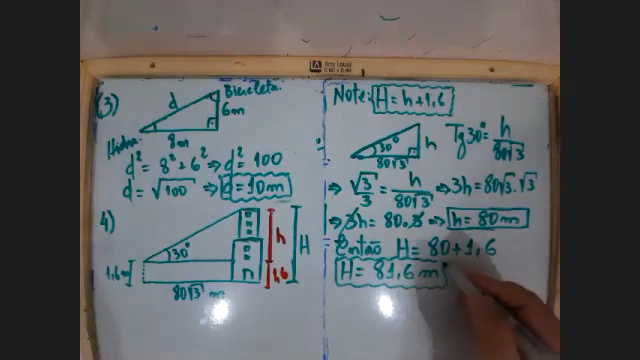 3)
Bicicleta
d
6m
Hidra.
8m
d² = 8² + 6² ⇒ d² = 100
d = √100 ⇒ d = 10m
4)
30°
h
H
1,6m
1,6
80√3 m
Note: H = h + 1,6
30°
h
80√3
Tg30° = h/80√3
⇒ √3/3 = h/80√3 ⇒ 3h = 80√3 . √3
⇒ 3h = 80.3 ⇒ h = 80m
Então H = 80 + 1,6
H = 81,6 m